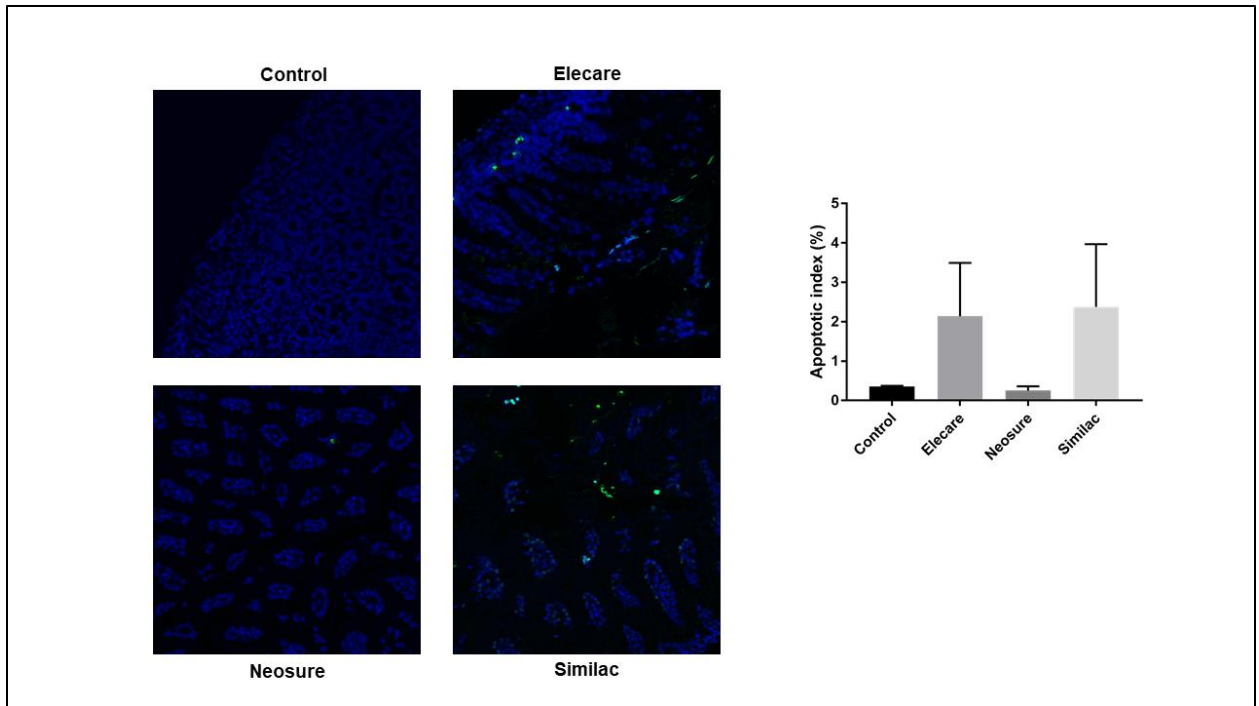 Control
Elecare
Neosure
Similac
Apoptotic index (%)
5
4
3
2
1
0
Control
Elecare
Neosure
Similac